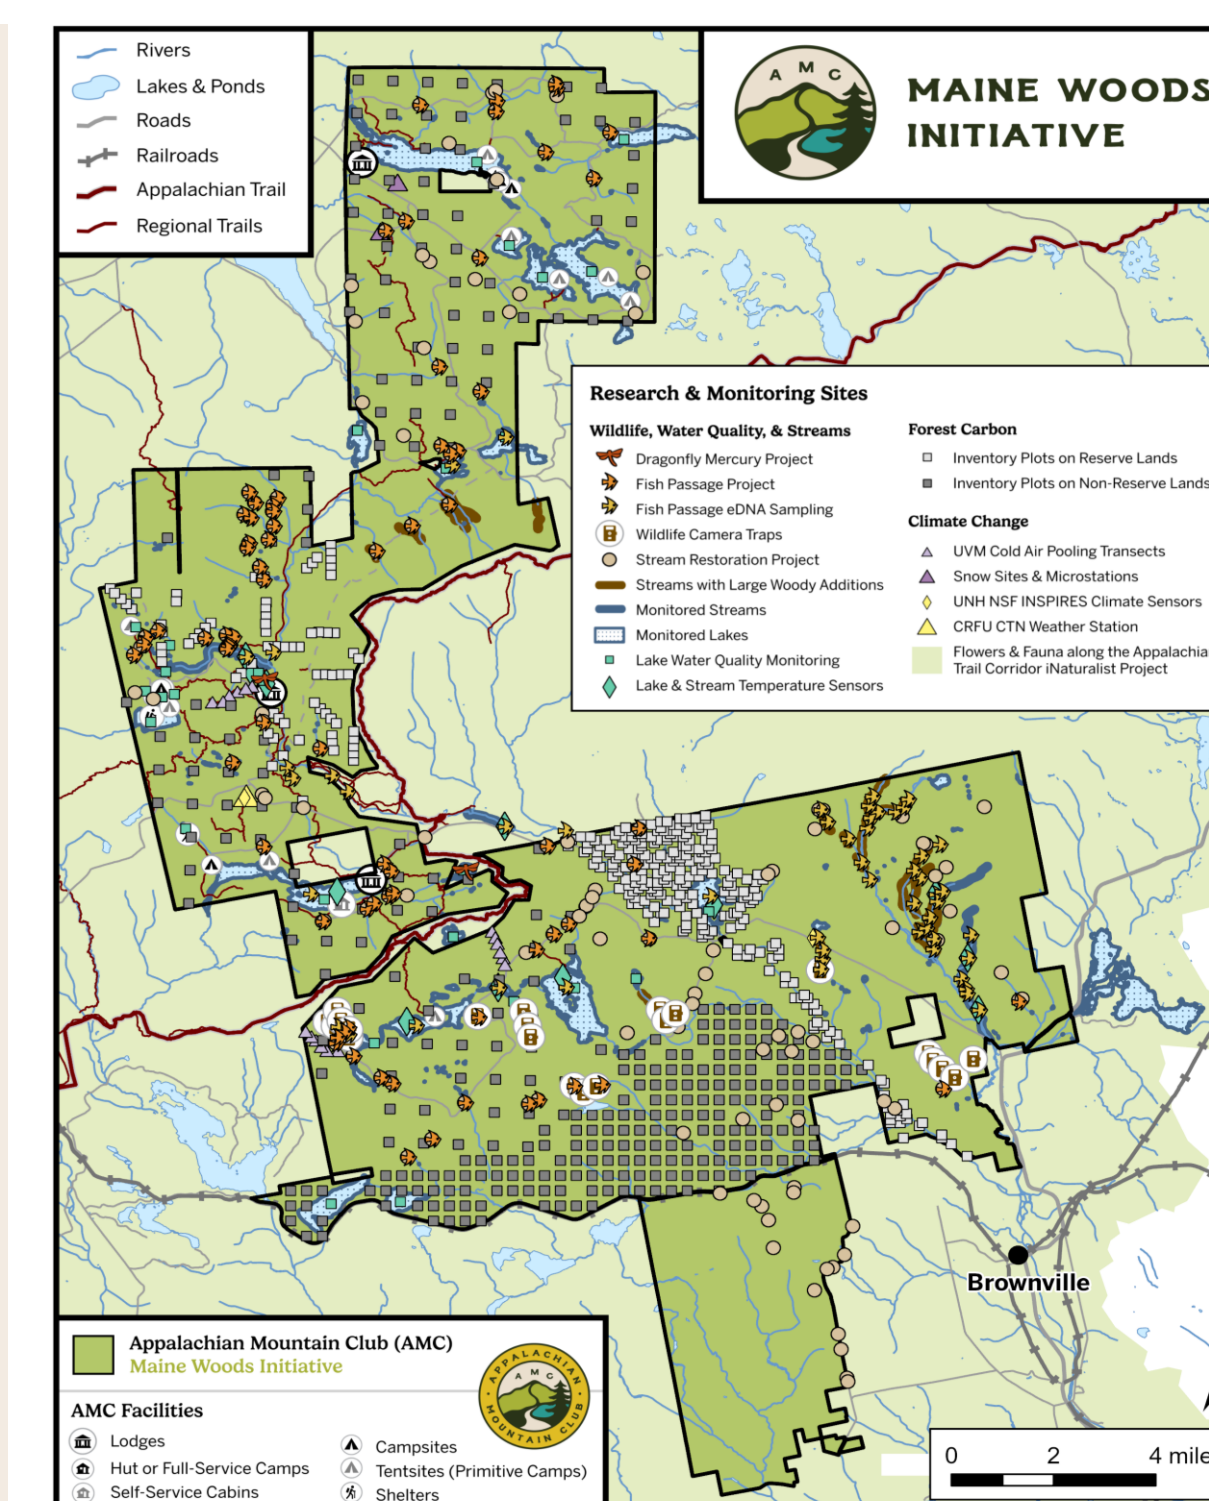 Rivers
Lakes & Ponds
Roads
Railroads
Appalachian Trail
Regional Trails
AMC
MAINE WOODS
INITIATIVE
Research & Monitoring Sites
Wildlife, Water Quality, & Streams
Dragonfly Mercury Project
Fish Passage Project
Fish Passage eDNA Sampling
Wildlife Camera Traps
Stream Restoration Project
Streams with Large Woody Additions
Monitored Streams
Monitored Lakes
Lake Water Quality Monitoring
Lake & Stream Temperature Sensors
Forest Carbon
Inventory Plots on Reserve Lands
Inventory Plots on Non-Reserve Lands
Climate Change
UVM Cold Air Pooling Transects
Snow Sites & Microstations
UNH NSF INSPIRES Climate Sensors
CRFU CTN Weather Station
Flowers & Fauna along the Appalachian
Trail Corridor iNaturalist Project
Brownville
Appalachian Mountain Club (AMC)
Maine Woods Initiative
APPALACHIAN
AMC
MOUNTAIN CLUB
AMC Facilities
Lodges
Hut or Full-Service Camps
Self-Service Cabins
Campsites
Tentsites (Primitive Camps)
Shelters
0 2 4 mile